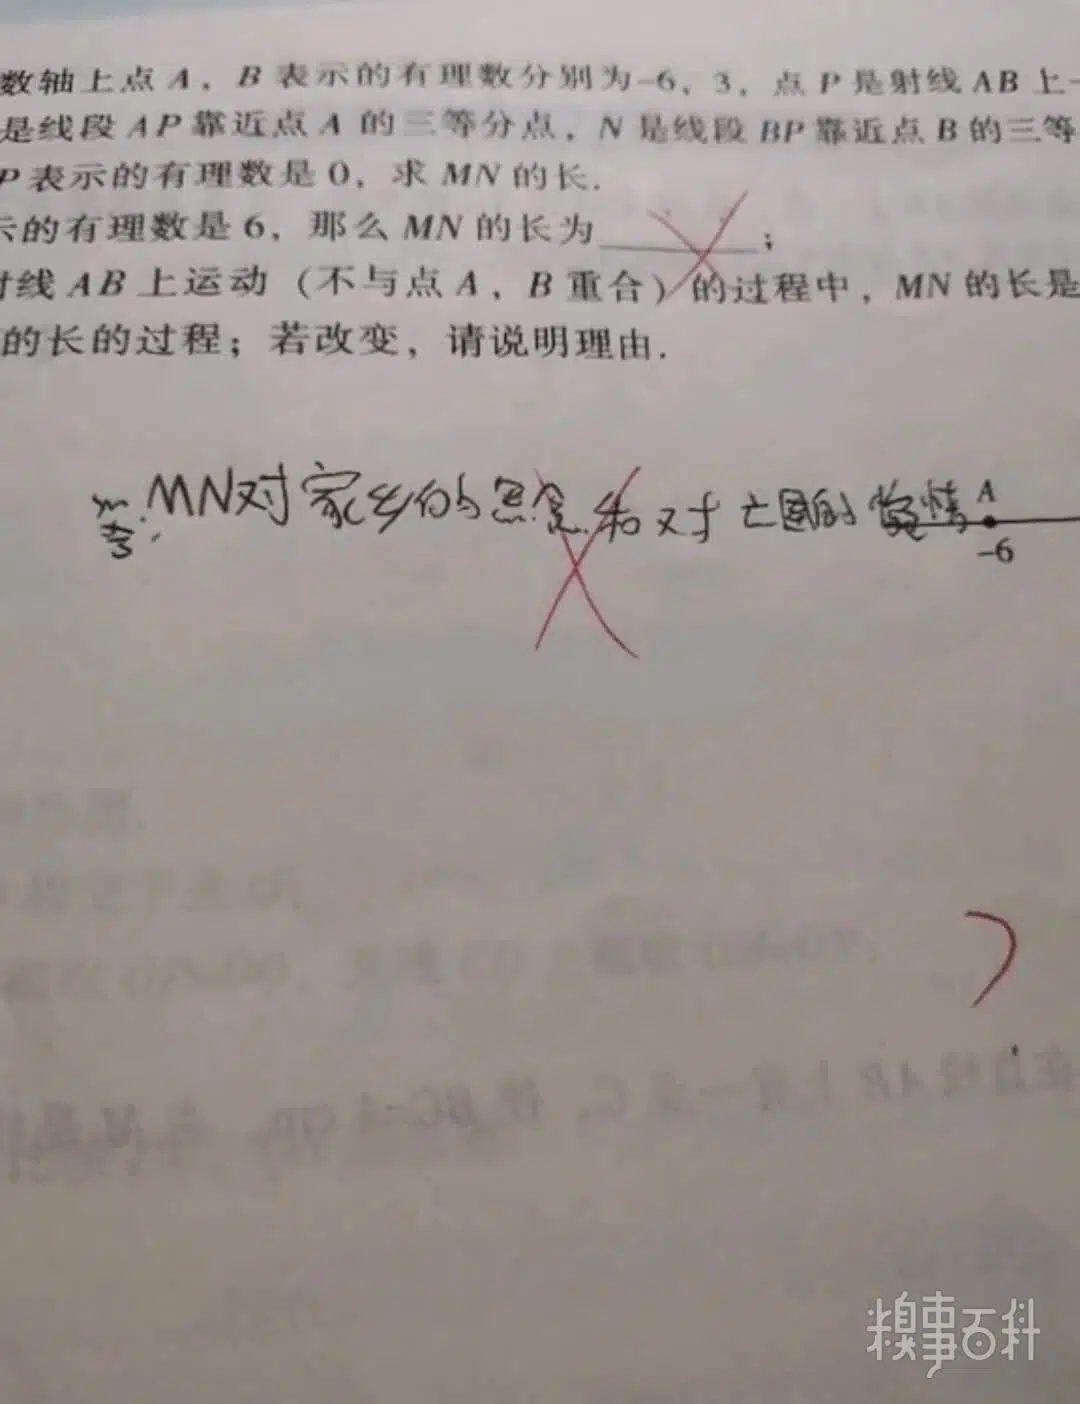 数轴上点 A，B 表示的有理数分别为-6，3，点 P 是射线 AB 上一
是线段 AP 靠近点 A 的三等分点，N 是线段 BP 靠近点 B 的三等
P 表示的有理数是 0，求 MN 的长.
示的有理数是 6，那么 MN 的长为______；
射线 AB 上运动（不与点 A，B 重合）的过程中，MN 的长是
的长的过程；若改变，请说明理由.
答：MN对家乡的思念和对亡国的
A
-6
糗事百科